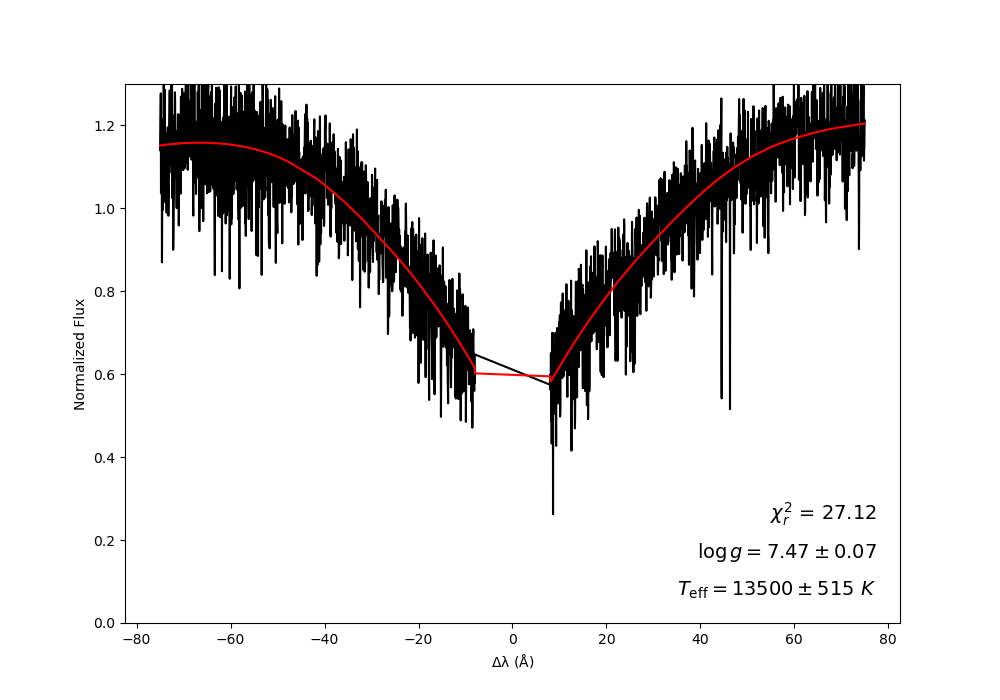 1.2
1.0
0.8
0.6
0.4
0.2
0.0
Normalized Flux
χ²ᵣ = 27.12
log g = 7.47 ± 0.07
T_eff = 13500 ± 515 K
−80 −60 −40 −20 0 20 40 60 80
Δλ (Å)